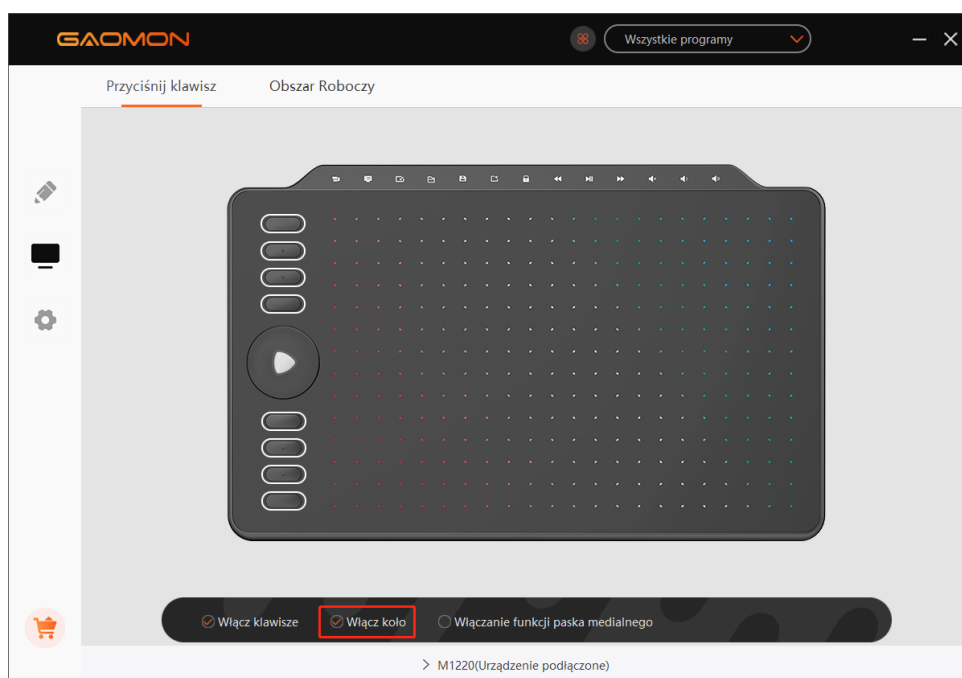 GAOMON
Wszystkie programy
Przyciśnij klawisz
Obszar Roboczy
Włącz klawisze
Włącz koło
Włączanie funkcji paska medialnego
M1220(Urządzenie podłączone)